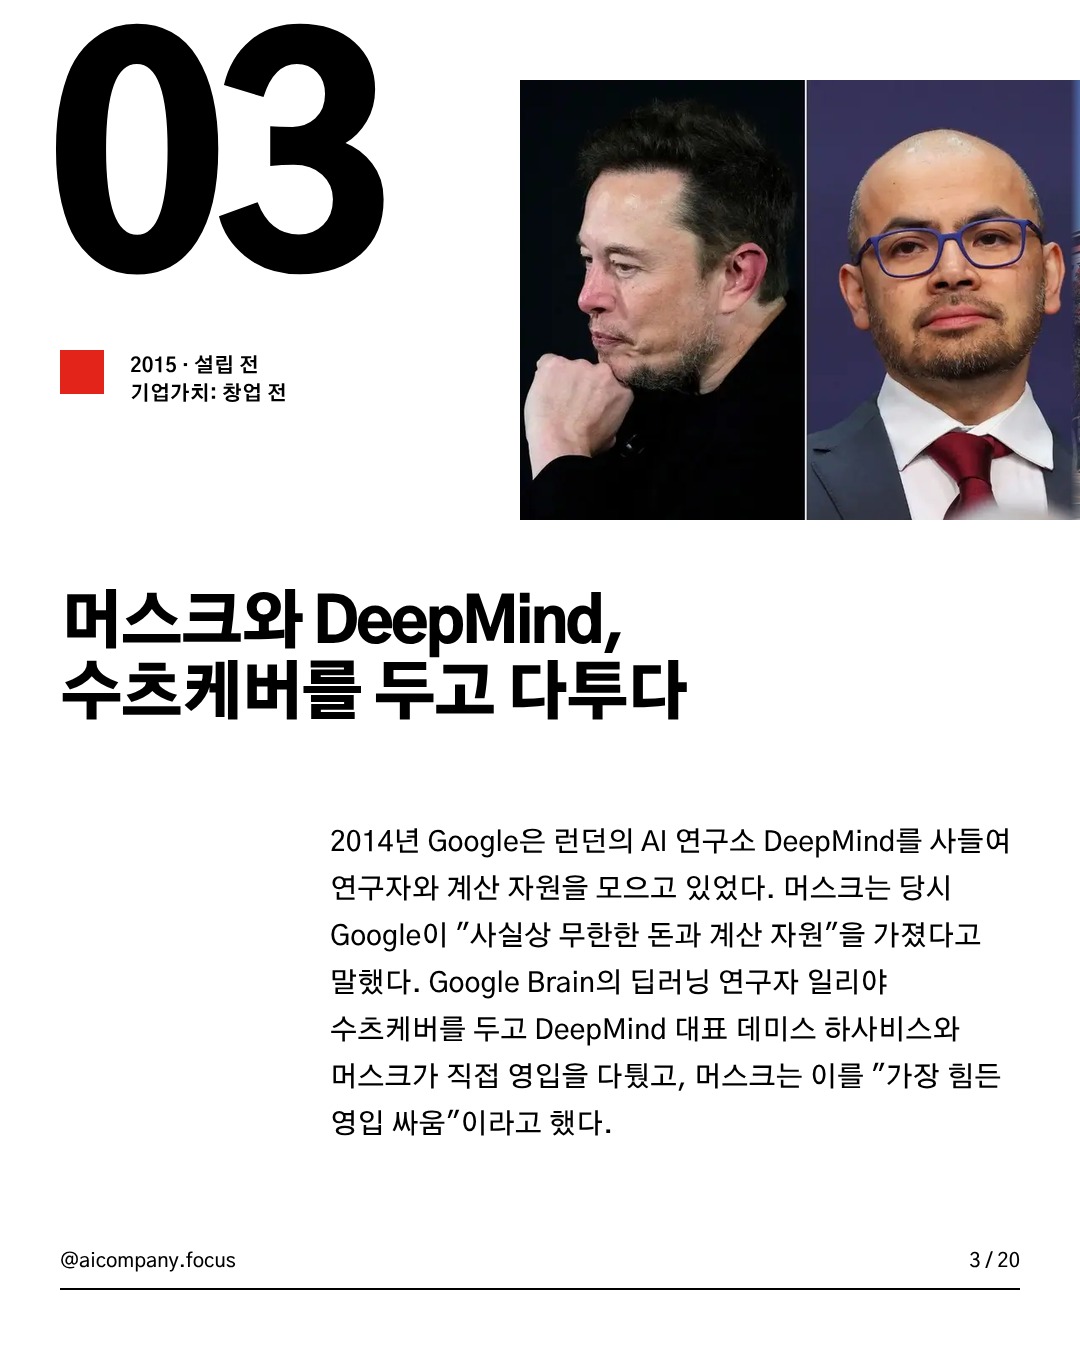 03
2015 · 설립 전
기업가치: 창업 전
머스크와 DeepMind,
수츠케버를 두고 다투다
2014년 Google은 런던의 AI 연구소 DeepMind를 사들여
연구자와 계산 자원을 모으고 있었다. 머스크는 당시
Google이 "사실상 무한한 돈과 계산 자원"을 가졌다고
말했다. Google Brain의 딥러닝 연구자 일리야
수츠케버를 두고 DeepMind 대표 데미스 하사비스와
머스크가 직접 영입을 다퉜고, 머스크는 이를 "가장 힘든
영입 싸움"이라고 했다.
@aicompany.focus
3 / 20